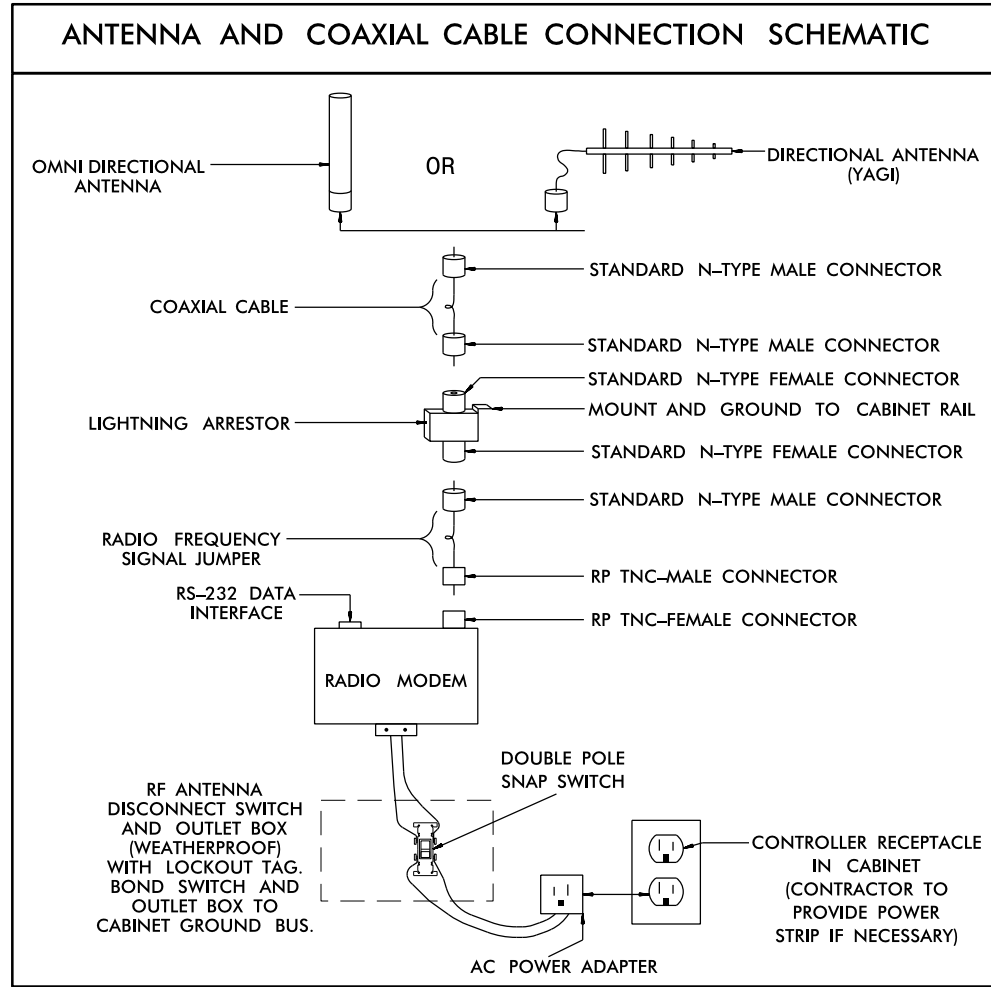 ANTENNA AND COAXIAL CABLE CONNECTION SCHEMATIC
OMNI DIRECTIONAL
ANTENNA
OR
DIRECTIONAL ANTENNA
(YAGI)
STANDARD N–TYPE MALE CONNECTOR
COAXIAL CABLE
STANDARD N–TYPE MALE CONNECTOR
STANDARD N–TYPE FEMALE CONNECTOR
MOUNT AND GROUND TO CABINET RAIL
LIGHTNING ARRESTOR
STANDARD N–TYPE FEMALE CONNECTOR
STANDARD N–TYPE MALE CONNECTOR
RADIO FREQUENCY
SIGNAL JUMPER
RP TNC–MALE CONNECTOR
RS–232 DATA
INTERFACE
RP TNC–FEMALE CONNECTOR
RADIO MODEM
DOUBLE POLE
SNAP SWITCH
RF ANTENNA
DISCONNECT SWITCH
AND OUTLET BOX
(WEATHERPROOF)
WITH LOCKOUT TAG.
BOND SWITCH AND
OUTLET BOX TO
CABINET GROUND BUS.
CONTROLLER RECEPTACLE
IN CABINET
(CONTRACTOR TO
PROVIDE POWER
STRIP IF NECESSARY)
AC POWER ADAPTER